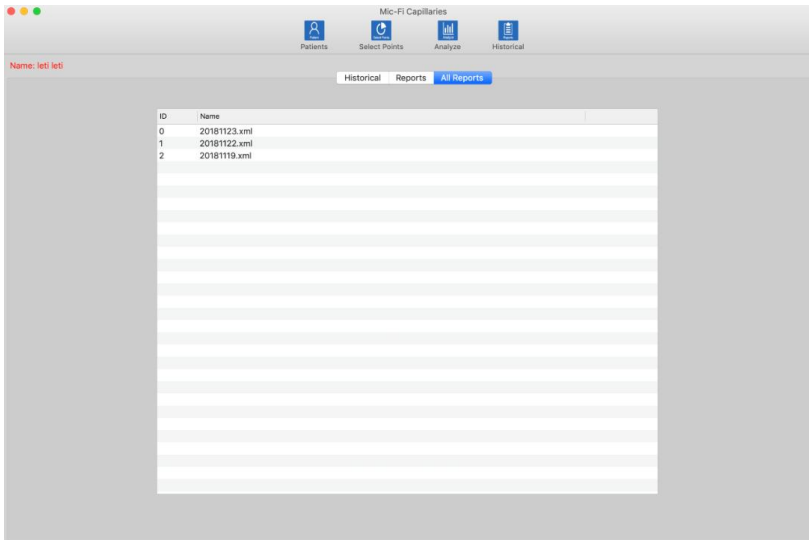 Mic-Fi Capillaries
Patients Select Points Analyze Historical
Name: leti leti
Historical Reports All Reports
ID Name
0 20181123.xml
1 20181122.xml
2 20181119.xml